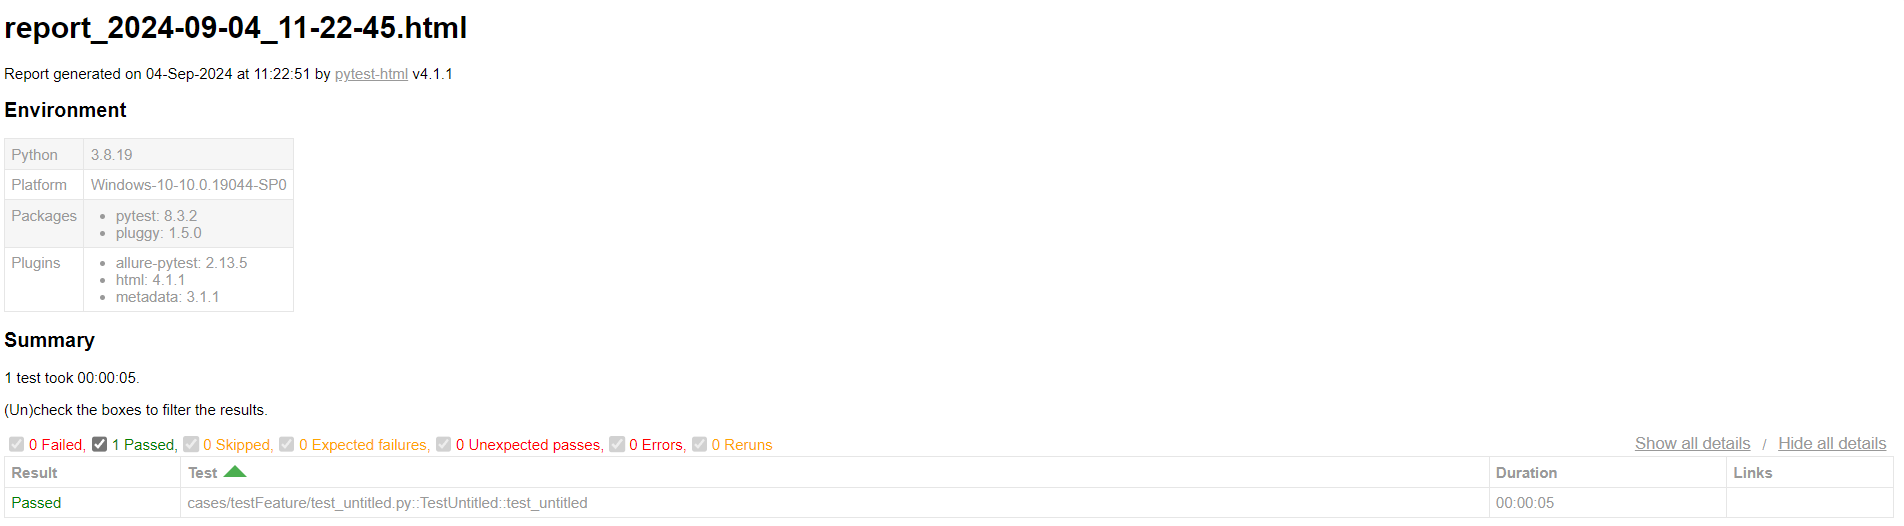 report_2024-09-04_11-22-45.html
Report generated on 04-Sep-2024 at 11:22:51 by pytest-html v4.1.1
Environment
Python 3.8.19
Platform Windows-10-10.0.19044-SP0
Packages
pytest: 8.3.2
pluggy: 1.5.0
Plugins
allure-pytest: 2.13.5
html: 4.1.1
metadata: 3.1.1
Summary
1 test took 00:00:05.
(Un)check the boxes to filter the results.
0 Failed, 1 Passed, 0 Skipped, 0 Expected failures, 0 Unexpected passes, 0 Errors, 0 Reruns Show all details / Hide all details
Result Test Duration Links
Passed cases/testFeature/test_untitled.py::TestUntitled::test_untitled 00:00:05